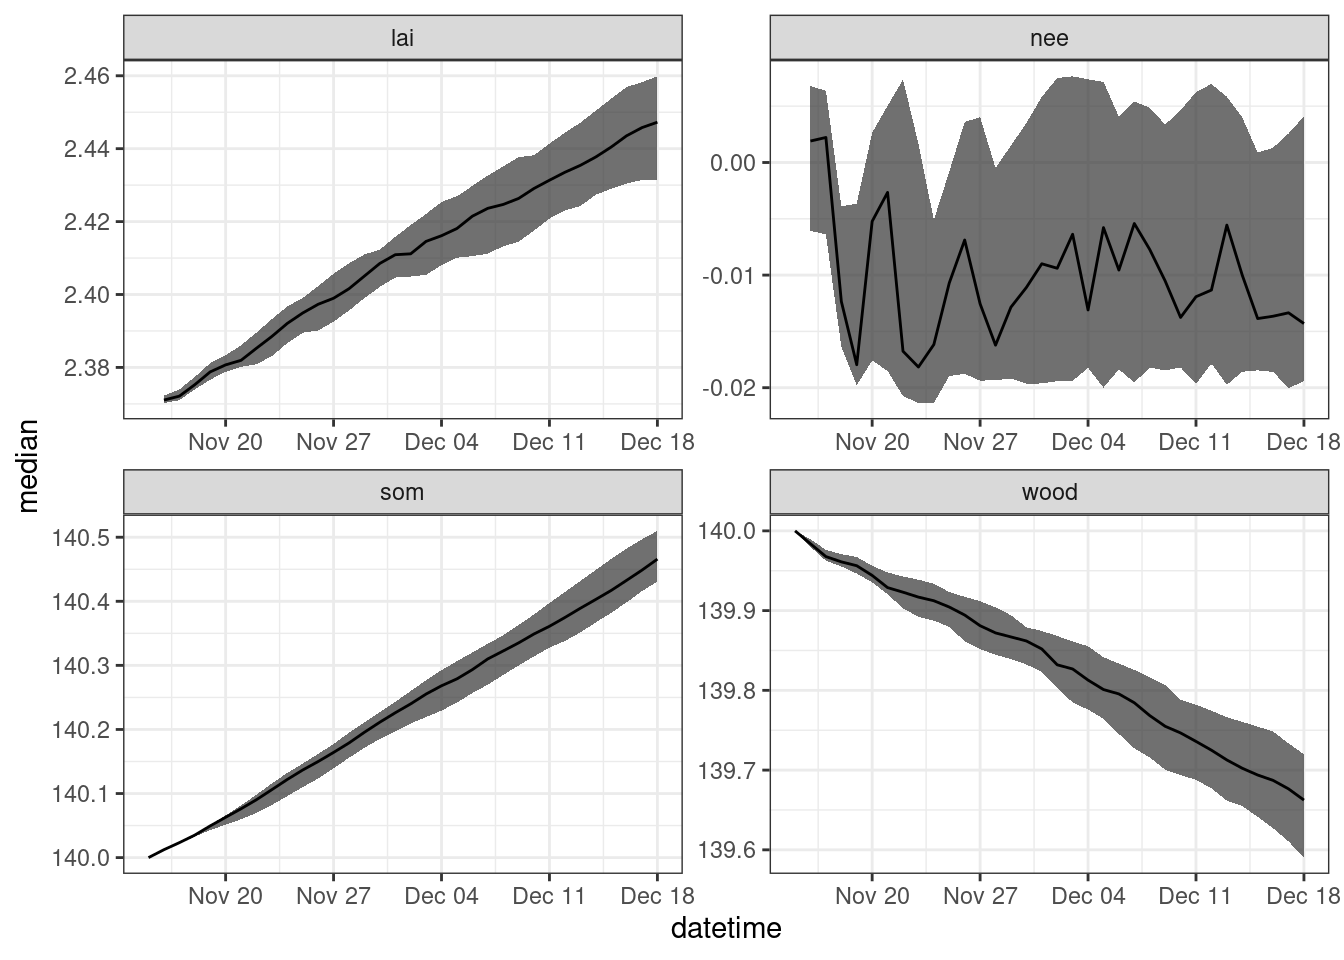 lai
nee
2.46
2.44
2.42
2.40
2.38
0.00
-0.01
-0.02
Nov 20 Nov 27 Dec 04 Dec 11 Dec 18
Nov 20 Nov 27 Dec 04 Dec 11 Dec 18
median
som
wood
140.5
140.4
140.3
140.2
140.1
140.0
140.0
139.9
139.8
139.7
139.6
Nov 20 Nov 27 Dec 04 Dec 11 Dec 18
Nov 20 Nov 27 Dec 04 Dec 11 Dec 18
datetime